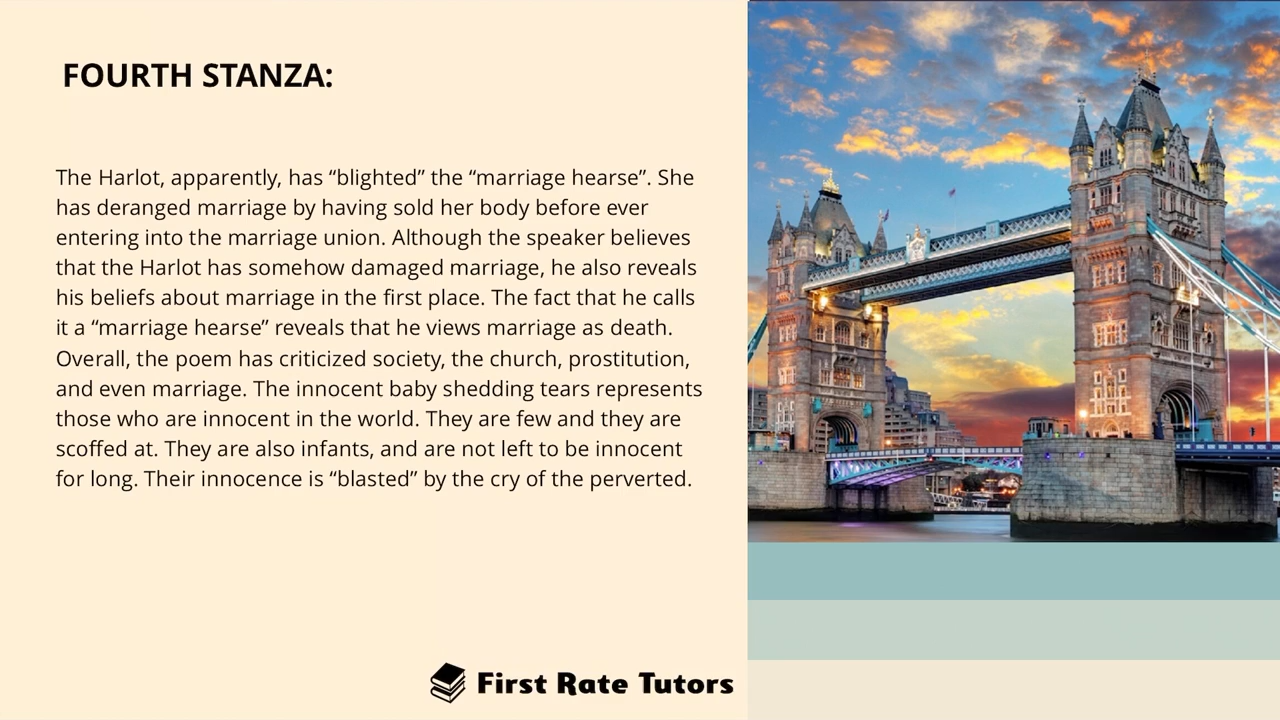 FOURTH STANZA:
The Harlot, apparently, has “blighted” the “marriage hearse”. She
has deranged marriage by having sold her body before ever
entering into the marriage union. Although the speaker believes
that the Harlot has somehow damaged marriage, he also reveals
his beliefs about marriage in the first place. The fact that he calls
it a “marriage hearse” reveals that he views marriage as death.
Overall, the poem has criticized society, the church, prostitution,
and even marriage. The innocent baby shedding tears represents
those who are innocent in the world. They are few and they are
scoffed at. They are also infants, and are not left to be innocent
for long. Their innocence is “blasted” by the cry of the perverted.
First Rate Tutors